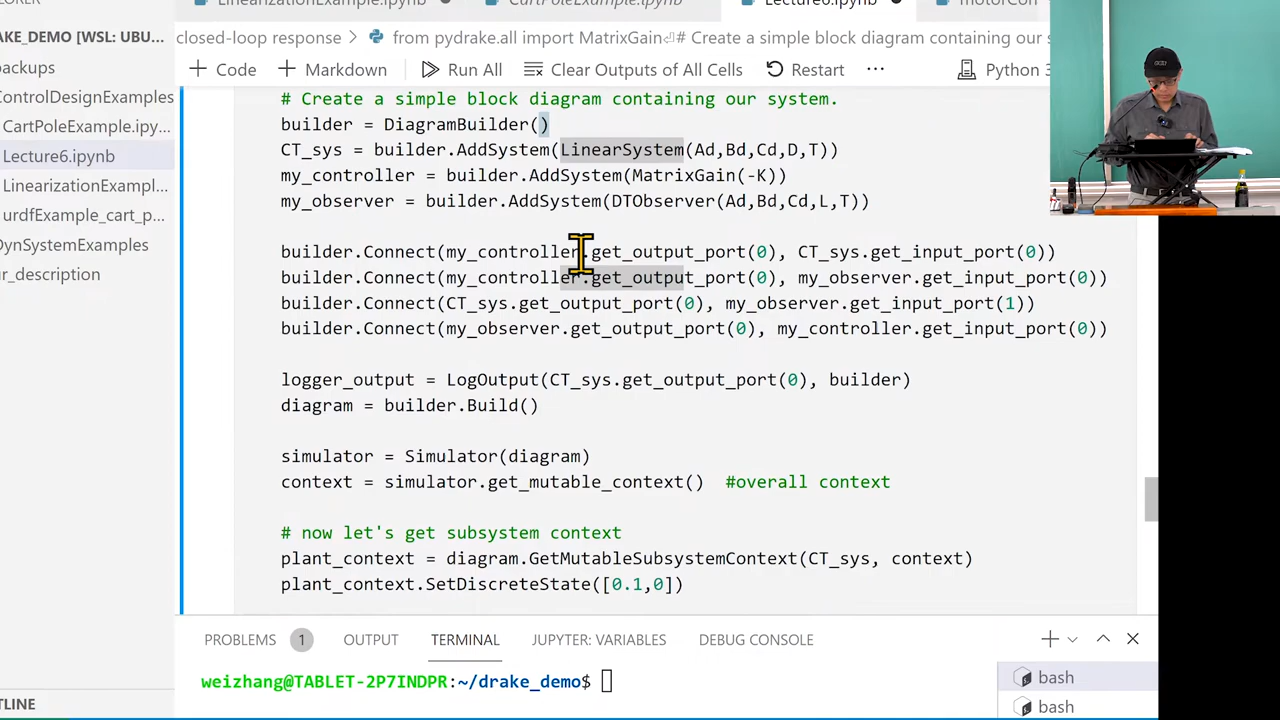 LinearizationExample.ipynb
CartPoleExample.ipynb
Lecture6.ipynb
motorCon
AKE_DEMO [WSL: UBU...
ackups
ControlDesignExamples
CartPoleExample.ipy...
Lecture6.ipynb
LinearizationExampl...
urdfExample_cart_p...
DynSystemExamples
r_description
TLINE
closed-loop response > from pydrake.all import MatrixGain⏎# Create a simple block diagram containing our s
+ Code + Markdown Run All Clear Outputs of All Cells Restart ... Python 3
# Create a simple block diagram containing our system.
builder = DiagramBuilder()
CT_sys = builder.AddSystem(LinearSystem(Ad,Bd,Cd,D,T))
my_controller = builder.AddSystem(MatrixGain(-K))
my_observer = builder.AddSystem(DTObserver(Ad,Bd,Cd,L,T))
builder.Connect(my_controller.get_output_port(0), CT_sys.get_input_port(0))
builder.Connect(my_controller.get_output_port(0), my_observer.get_input_port(0))
builder.Connect(CT_sys.get_output_port(0), my_observer.get_input_port(1))
builder.Connect(my_observer.get_output_port(0), my_controller.get_input_port(0))
logger_output = LogOutput(CT_sys.get_output_port(0), builder)
diagram = builder.Build()
simulator = Simulator(diagram)
context = simulator.get_mutable_context() #overall context
# now let's get subsystem context
plant_context = diagram.GetMutableSubsystemContext(CT_sys, context)
plant_context.SetDiscreteState([0.1,0])
PROBLEMS 1 OUTPUT TERMINAL JUPYTER: VARIABLES DEBUG CONSOLE
weizhang@TABLET-2P7INDPR:~/drake_demo$
bash
bash